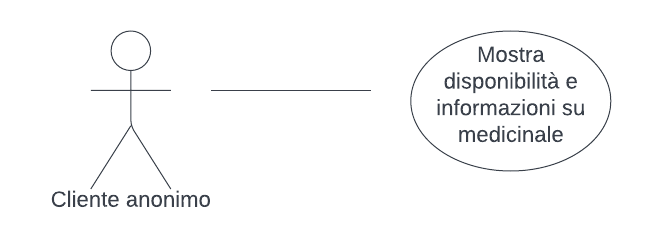 Mostra
disponibilità e
informazioni su
medicinale
Cliente anonimo